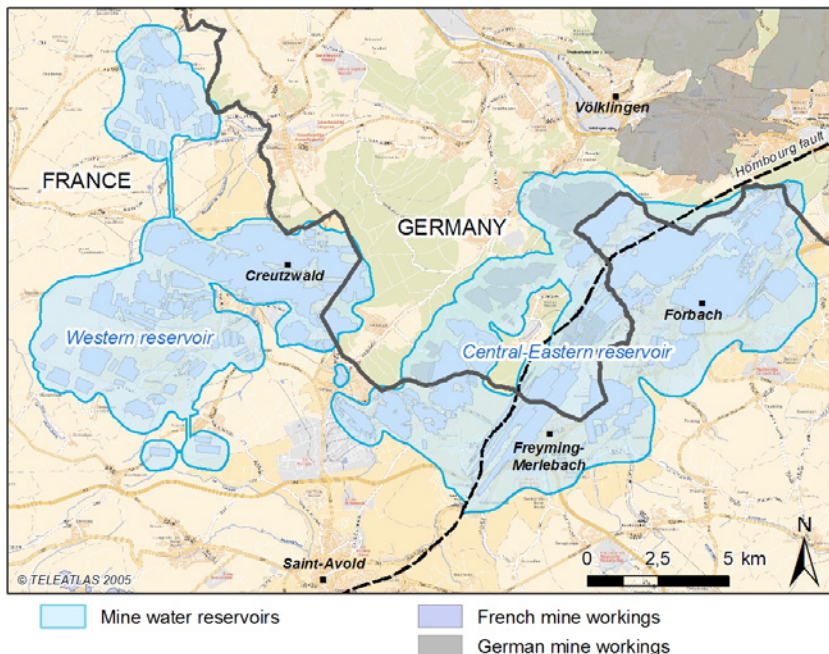 Völklingen
Hombourg fault
FRANCE
GERMANY
Creutzwald
Forbach
Western reservoir
Central-Eastern reservoir
Freyming-
Merlebach
N
Saint-Avold
0 2,5 5 km
© TELEATLAS 2005
Mine water reservoirs
French mine workings
German mine workings